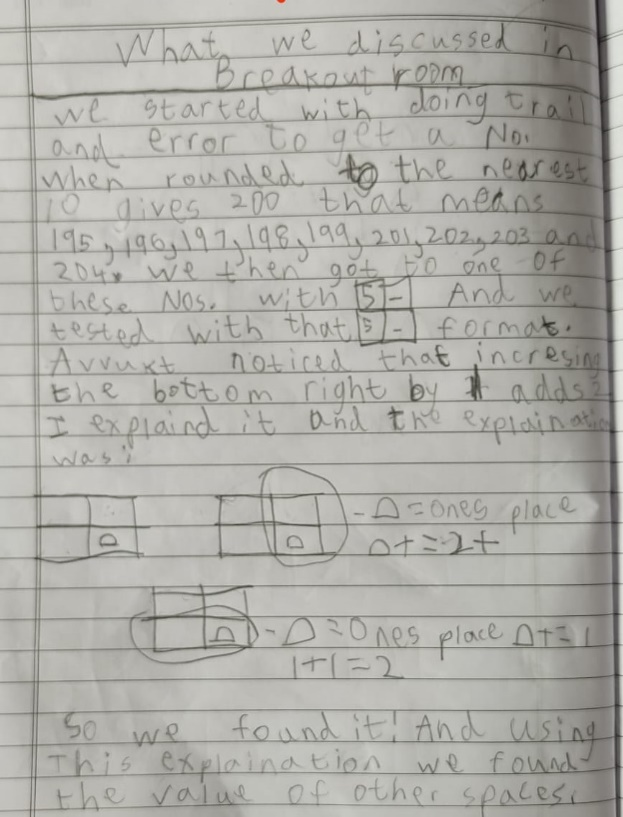 What we discussed in
Breakout room
we started with doing trail
and error to get a No.
when rounded to the nearest
10 gives 200 that means
195, 196, 197, 198, 199, 201, 202, 203 and
204. we then got to one of
these Nos. with 5 - And we
tested with that 5 - format.
Avyukt noticed that incresing
the bottom right by 1 adds 2
I explaind it and the explaination
was:
- △ = ones place
△ + = 2+
- △ = Ones place △ + = 1
1 + 1 = 2
So we found it! And using
This explaination we found
the value of other spaces.